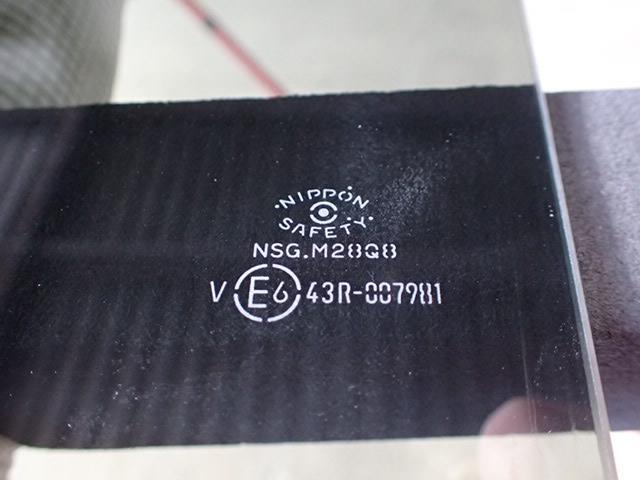 NIPPON
SAFETY
NSG.M28Q8
V E6 43R-007981